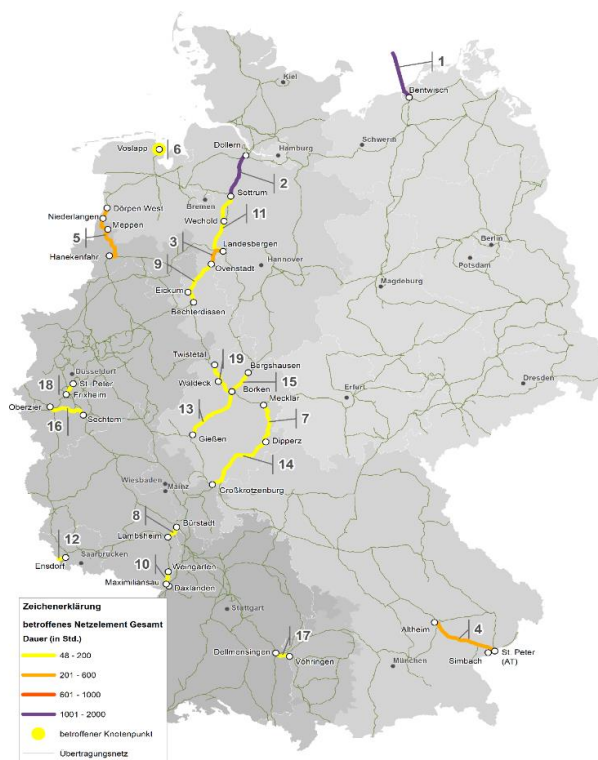 1
Kiel
Bentwisch
Schwerin
Voslapp
6
Dollern
Hamburg
2
Sottrum
Bremen
11
Wechold
Dörpen West
Niederlangen
Meppen
5
3
Landesbergen
Hanekenfähr
9
Ovenstädt
Hannover
Berlin
Potsdam
Eickum
Magdeburg
Bechterdissen
Twistetal
19
Bergshausen
Waldeck
Borken
15
Düsseldorf
St. Peter
18
Frixheim
Mecklar
Erfurt
Dresden
Oberzier
13
7
16
Sechtem
Gießen
Dipperz
14
Wiesbaden
Mainz
Großkrotzenburg
8
Bürstadt
12
Lambsheim
Ensdorf
Saarbrücken
10
Weingarten
Maximiliansau
Daxlanden
Stuttgart
Altheim
4
17
Dellmensingen
Vöhringen
München
Simbach
St. Peter
(AT)
Zeichenerklärung
betroffenes Netzelement Gesamt
Dauer (in Std.)
48 - 200
201 - 600
601 - 1000
1001 - 2000
betroffener Knotenpunkt
Übertragungsnetz